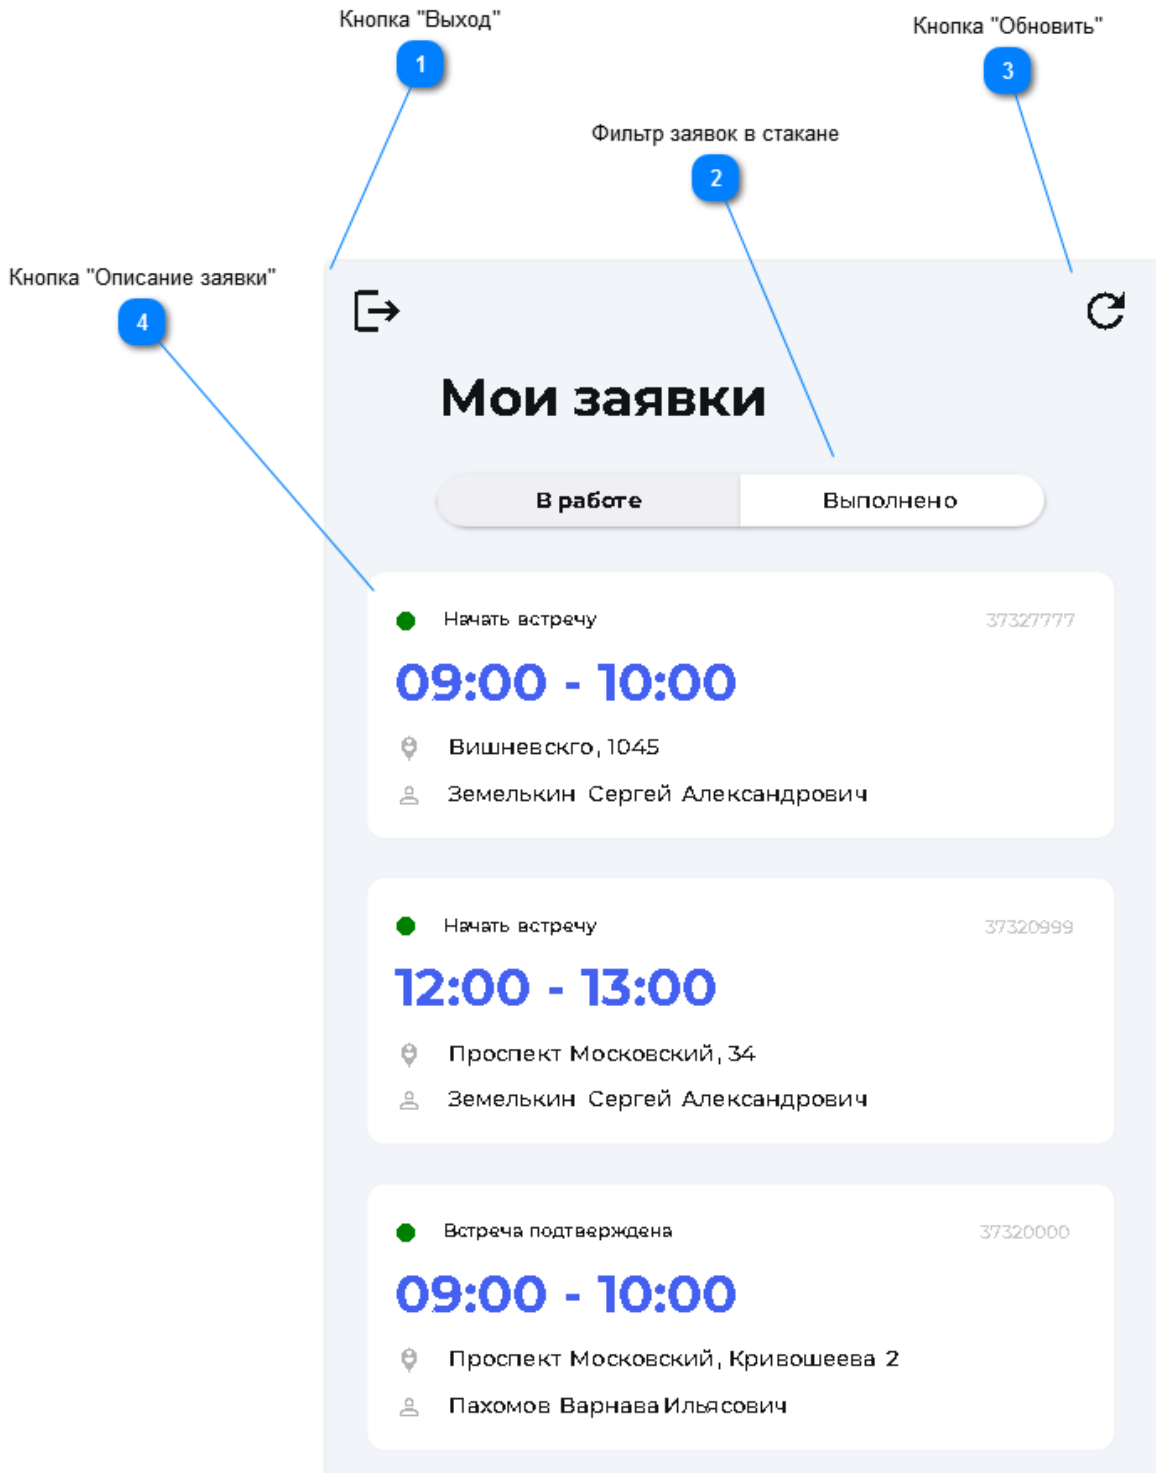 Кнопка "Выход"
1
Кнопка "Обновить"
3
Фильтр заявок в стакане
2
Кнопка "Описание заявки"
4
Мои заявки
В работе
Выполнено
Начать встречу
37327777
09:00 - 10:00
Вишневскго, 1045
Земелькин Сергей Александрович
Начать встречу
37320999
12:00 - 13:00
Проспект Московский, 34
Земелькин Сергей Александрович
Встреча подтверждена
37320000
09:00 - 10:00
Проспект Московский, Кривошеева 2
Пахомов Варнава Ильясович